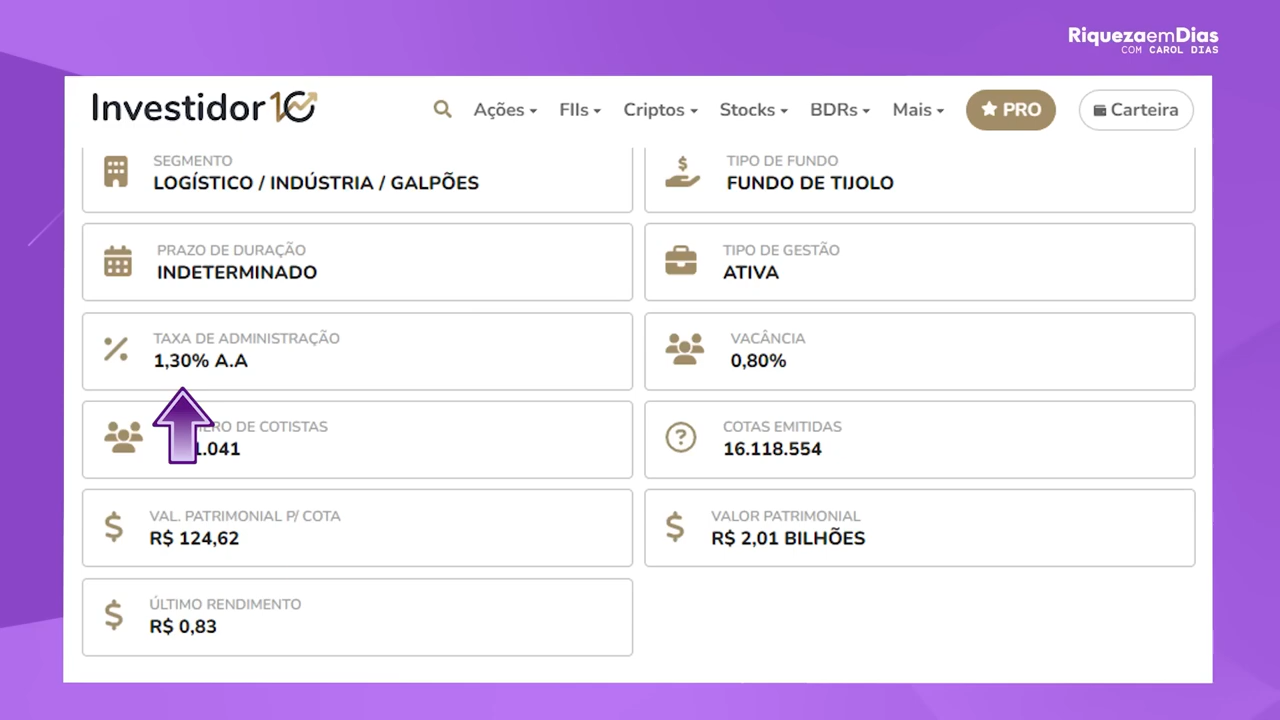 RiquezaemDias
COM CAROL DIAS
Investidor10
Ações
FIIs
Criptos
Stocks
BDRs
Mais
PRO
Carteira
SEGMENTO
LOGÍSTICO / INDÚSTRIA / GALPÕES
TIPO DE FUNDO
FUNDO DE TIJOLO
PRAZO DE DURAÇÃO
INDETERMINADO
TIPO DE GESTÃO
ATIVA
TAXA DE ADMINISTRAÇÃO
1,30% A.A
VACÂNCIA
0,80%
DE COTISTAS
COTAS EMITIDAS
16.118.554
VAL. PATRIMONIAL P/ COTA
R$ 124,62
VALOR PATRIMONIAL
R$ 2,01 BILHÕES
ÚLTIMO RENDIMENTO
R$ 0,83